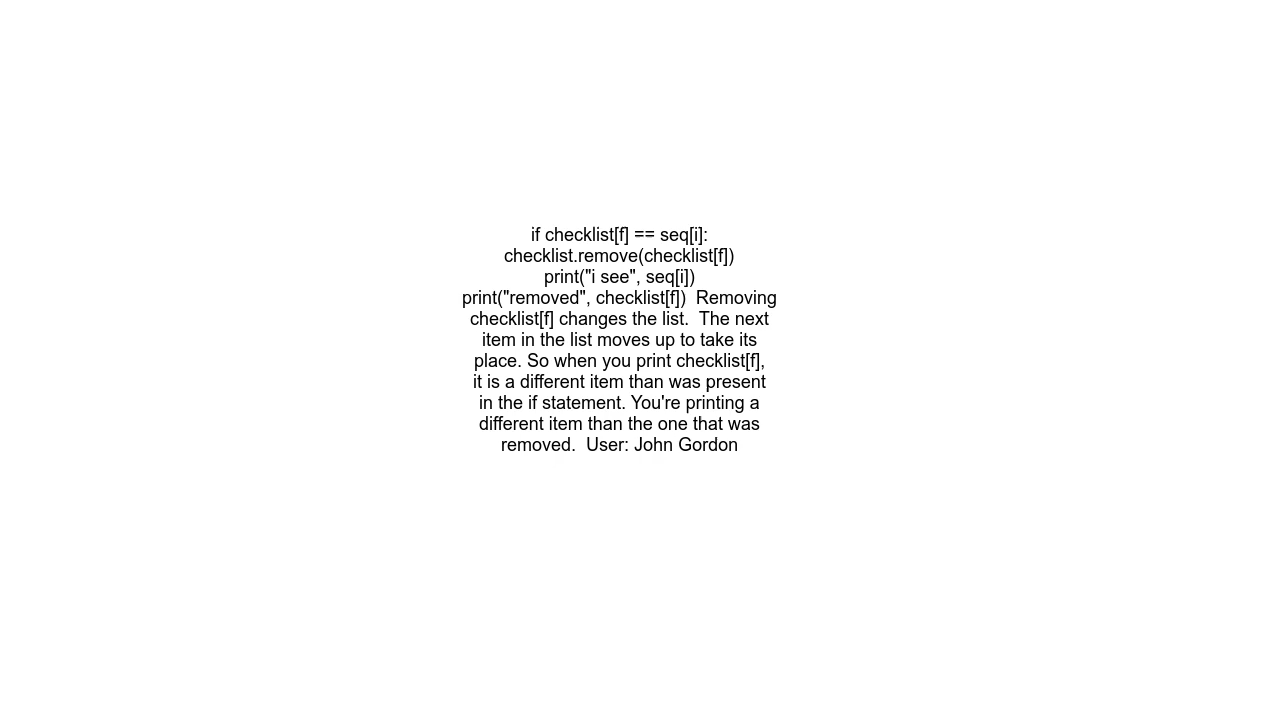 if checklist[f] == seq[i]:
checklist.remove(checklist[f])
print("i see", seq[i])
print("removed", checklist[f])  Removing
checklist[f] changes the list.  The next
item in the list moves up to take its
place. So when you print checklist[f],
it is a different item than was present
in the if statement. You're printing a
different item than the one that was
removed.  User: John Gordon